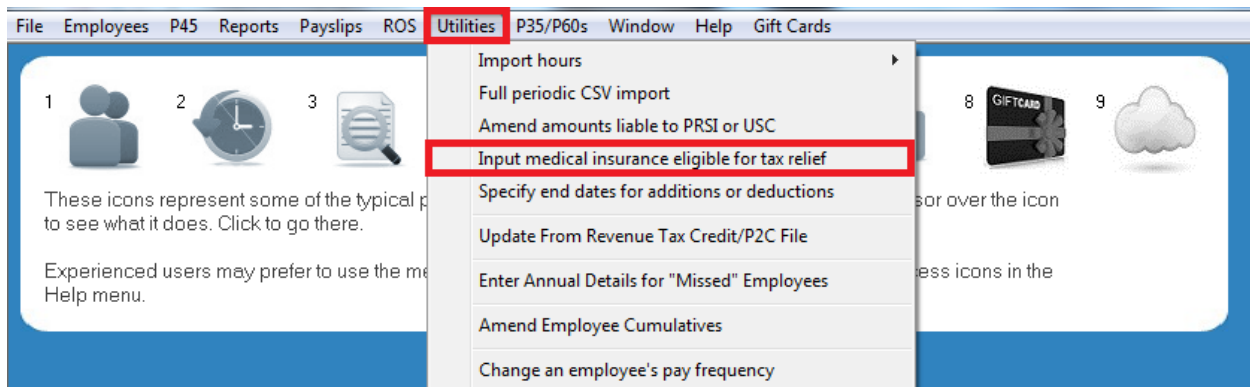 File Employees P45 Reports Payslips ROS Utilities P35/P60s Window Help Gift Cards
Import hours
Full periodic CSV import
Amend amounts liable to PRSI or USC
Input medical insurance eligible for tax relief
Specify end dates for additions or deductions
Update From Revenue Tax Credit/P2C File
Enter Annual Details for "Missed" Employees
Amend Employee Cumulatives
Change an employee's pay frequency
1 2 3 8 GIFTCARD 9
These icons represent some of the typical sor over the icon
to see what it does. Click to go there.
Experienced users may prefer to use the icons in the
Help menu.